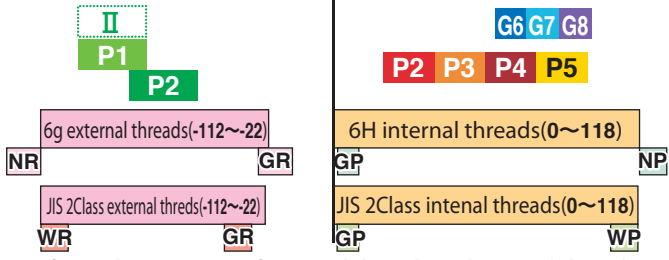 Ⅱ
G6 G7 G8
P1
P2 P3 P4 P5
P2
6g external threads(-112～-22)
6H internal threads(0～118)
NR GR GP NP
JIS 2Class external threds(-112～-22)
JIS 2Class intenal threads(0～118)
WR GR GP WP